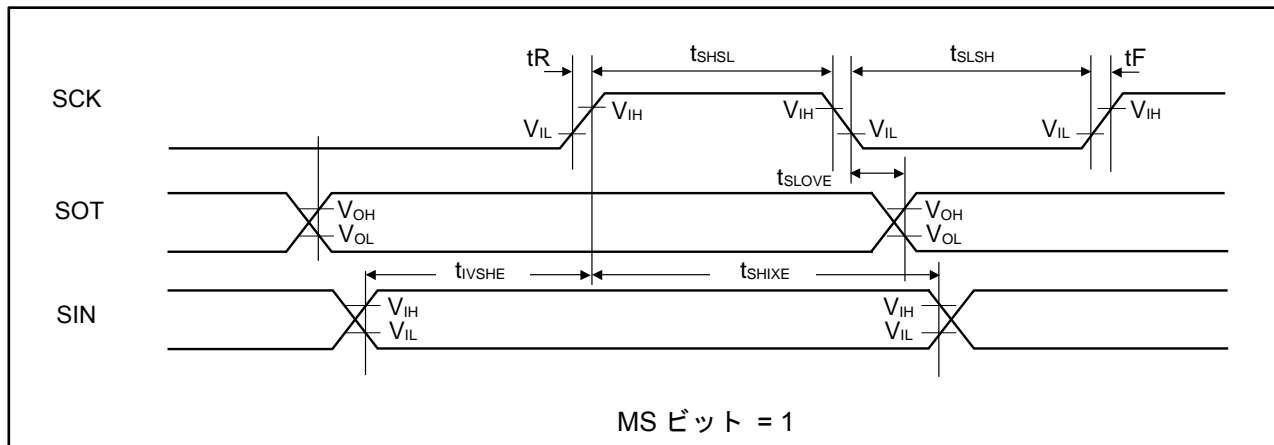 tR tSHSL tSLSH tF
SCK
VIH VIH VIH
VIL VIL VIL
tSLOVE
SOT
VOH VOH
VOL VOL
tIVSHE tSHIXE
SIN
VIH VIH
VIL VIL
MS ビット = 1